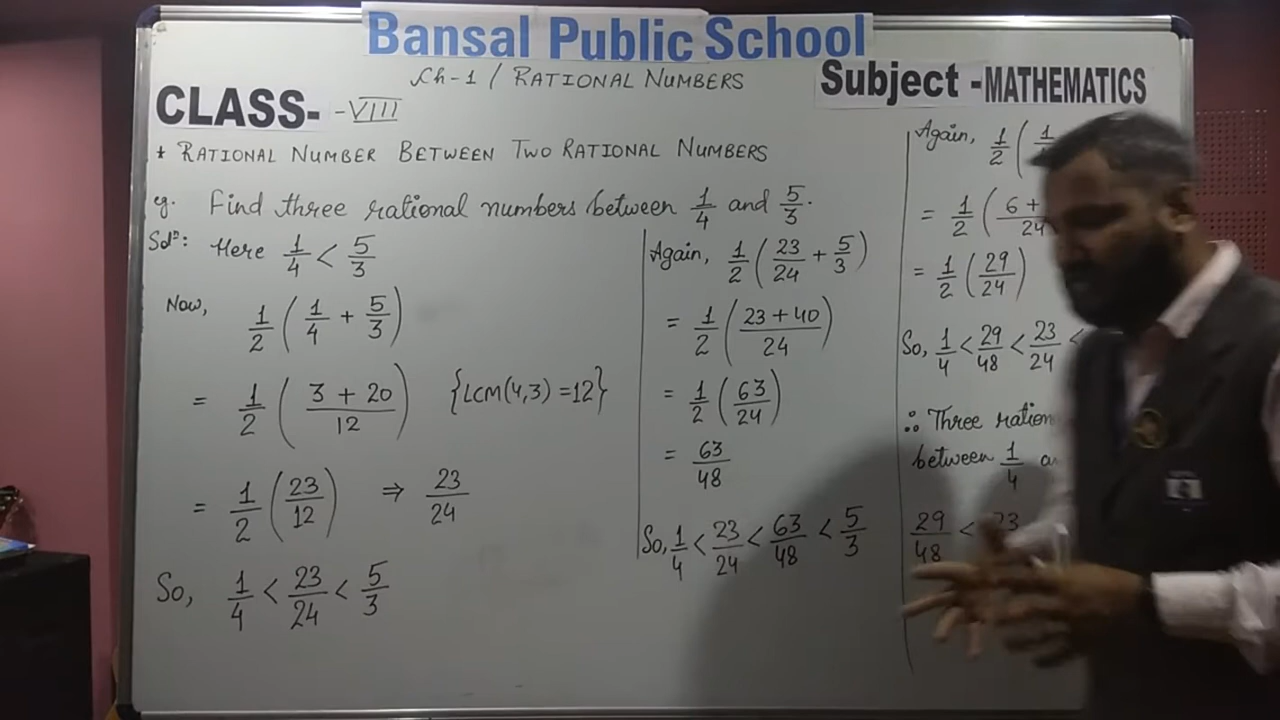 Bansal Public School
Ch-1 / RATIONAL NUMBERS
Subject -MATHEMATICS
CLASS- -VIII
* RATIONAL NUMBER BETWEEN TWO RATIONAL NUMBERS
eg. Find three rational numbers between 1/4 and 5/3.
Solⁿ: Here 1/4 < 5/3
Now, 1/2 ( 1/4 + 5/3 )
= 1/2 ( 3 + 20 / 12 ) {LCM(4,3) = 12}
= 1/2 ( 23/12 ) ⇒ 23/24
So, 1/4 < 23/24 < 5/3
Again, 1/2 ( 23/24 + 5/3 )
= 1/2 ( 23 + 40 / 24 )
= 1/2 ( 63/24 )
= 63/48
So, 1/4 < 23/24 < 63/48 < 5/3
Again, 1/2 ( 1
= 1/2 ( 6 + / 24
= 1/2 ( 29/24 )
So, 1/4 < 29/48 < 23/24 <
∴ Three
between 1/4
29/48 < 23